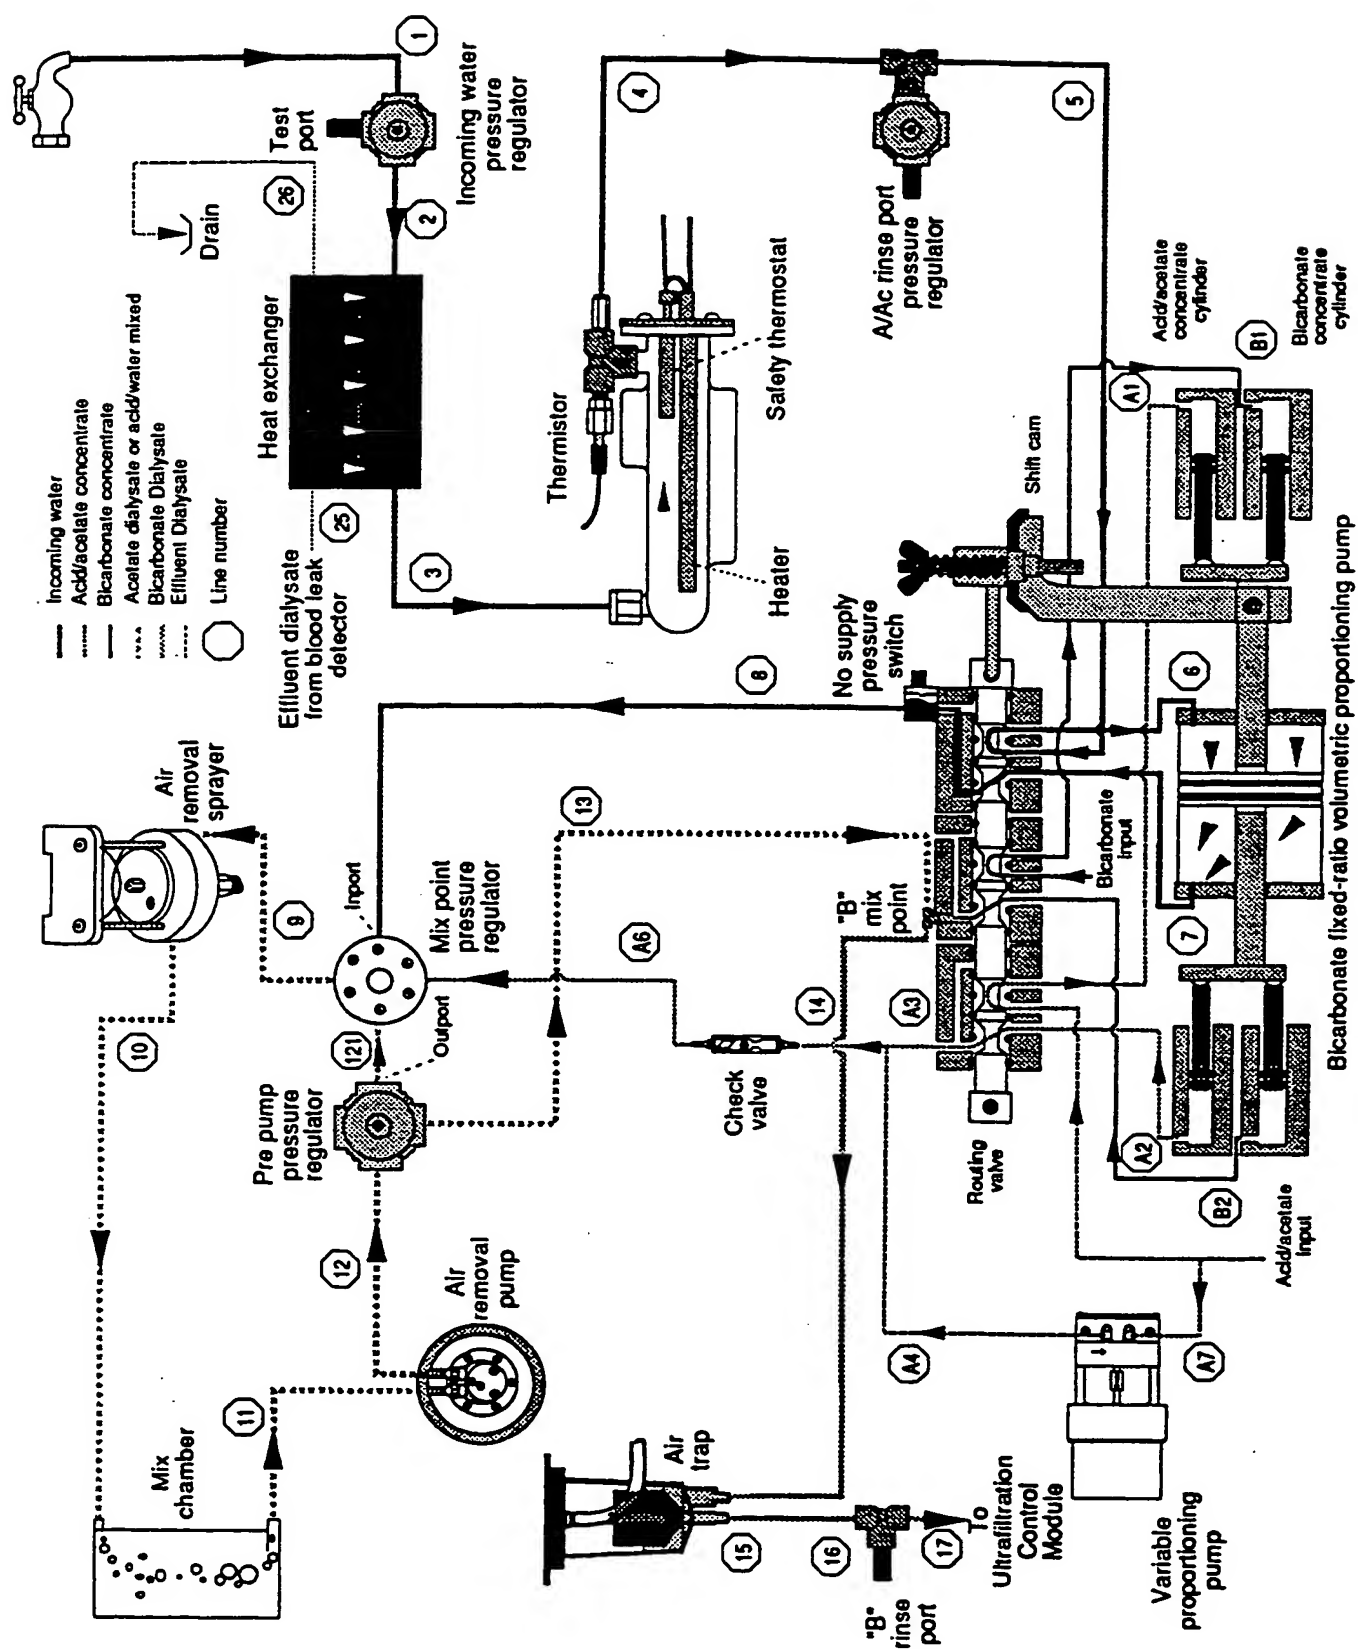 Incoming water
Acid/acetate concentrate
Bicarbonate concentrate
Acetate dialysate or acid/water mixed
Bicarbonate Dialysate
Effluent Dialysate
Line number
1
Test
port
Incoming water
pressure
regulator
26
Drain
2
Heat exchanger
25
Effluent dialysate
from blood leak
detector
3
4
Thermistor
Safety thermostat
Heater
A/Ac rinse port
pressure
regulator
5
Acid/acetate
concentrate
cylinder
B1
Bicarbonate
concentrate
cylinder
A1
Shift cam
No supply
pressure
switch
8
6
Air
removal
sprayer
9
13
Inport
Mix point
pressure
regulator
10
121
Outport
Pre pump
pressure
regulator
A6
"B"
mix
point
Bicarbonate
Input
7
Bicarbonate fixed-ratio volumetric proportioning pump
14
A3
Check
valve
Routing
valve
A2
B2
Acid/acetate
Input
12
Air
removal
pump
11
Mix
chamber
Air
trap
A4
A7
15
16
17
To
Ultrafiltration
Control
Module
"B"
rinse
port
Variable
proportioning
pump